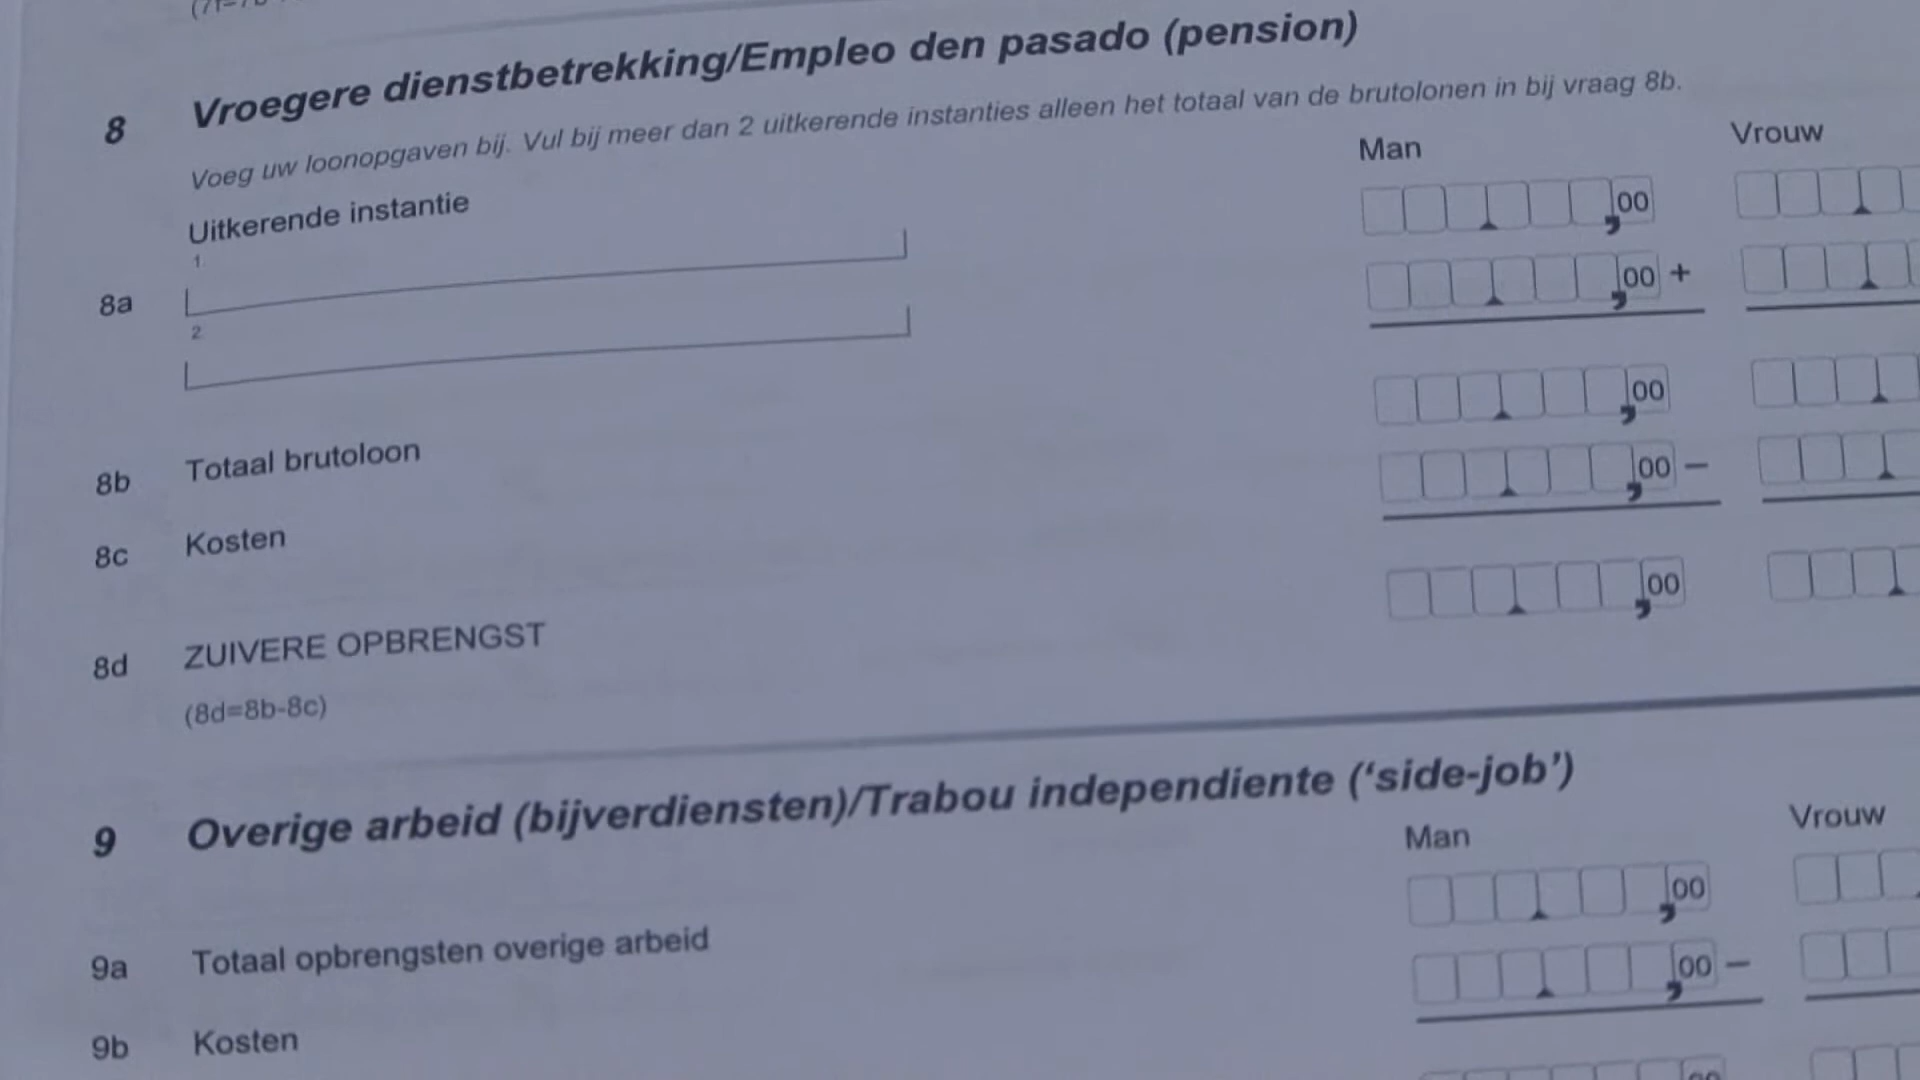 8 Vroegere dienstbetrekking/Empleo den pasado (pension)
Voeg uw loonopgaven bij. Vul bij meer dan 2 uitkerende instanties alleen het totaal van de brutolonen in bij vraag 8b.
Man Vrouw
Uitkerende instantie
,00
8a 1.
,00 +
2.
8b Totaal brutoloon ,00
8c Kosten ,00 –
8d ZUIVERE OPBRENGST ,00
(8d=8b-8c)
9 Overige arbeid (bijverdiensten)/Trabou independiente (‘side-job’)
Man Vrouw
9a Totaal opbrengsten overige arbeid ,00
9b Kosten ,00 –